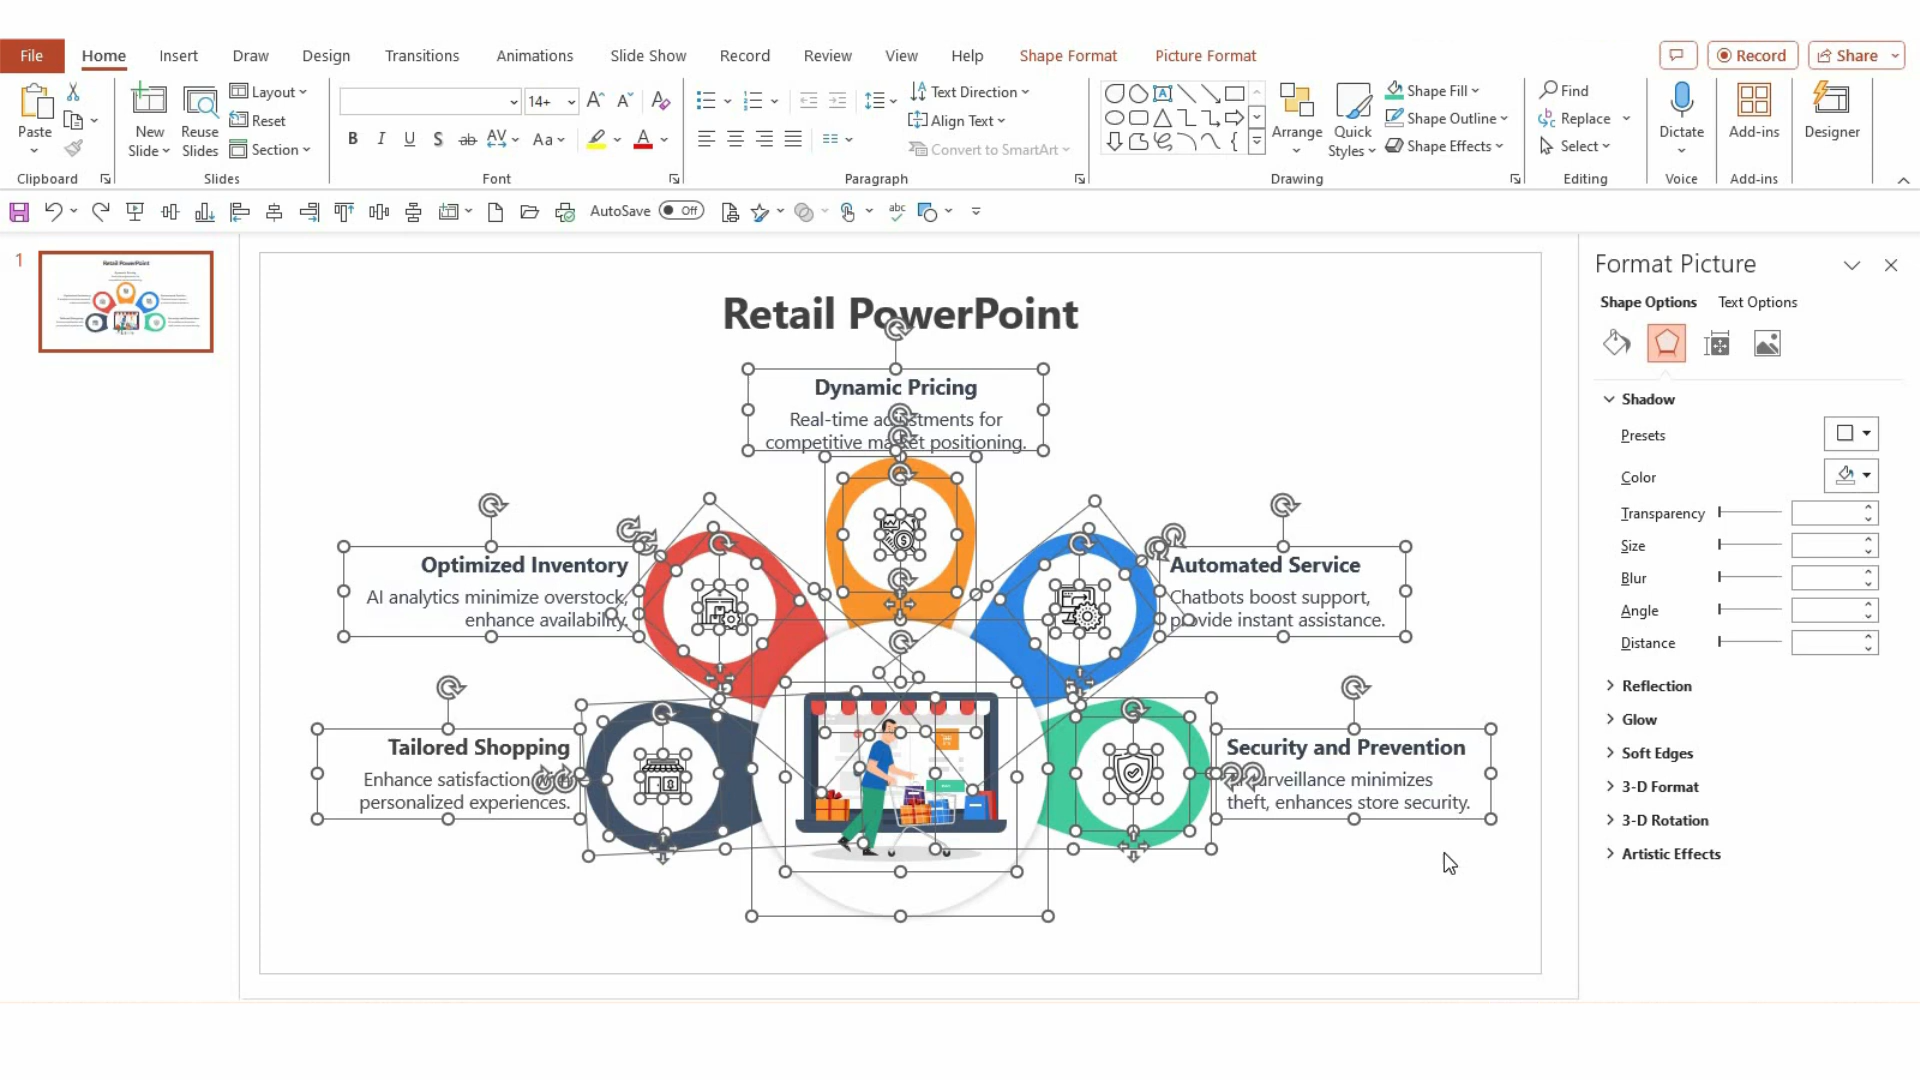 File Home Insert Draw Design Transitions Animations Slide Show Record Review View Help Shape Format Picture Format Record Share
Paste
New Slide
Reuse Slides
Layout
Reset
Section
14+
B I U S ab AV Aa A
Text Direction
Align Text
Convert to SmartArt
Arrange
Quick Styles
Shape Fill
Shape Outline
Shape Effects
Find
Replace
Select
Dictate
Add-ins
Designer
Clipboard Slides Font Paragraph Drawing Editing Voice Add-ins
AutoSave Off abc
1
Retail PowerPoint
Retail PowerPoint
Dynamic Pricing
Real-time adjustments for
competitive market positioning.
Optimized Inventory
AI analytics minimize overstock,
enhance availability.
Automated Service
Chatbots boost support,
provide instant assistance.
Tailored Shopping
Enhance satisfaction with
personalized experiences.
Security and Prevention
surveillance minimizes
theft, enhances store security.
Format Picture
Shape Options Text Options
Shadow
Presets
Color
Transparency
Size
Blur
Angle
Distance
Reflection
Glow
Soft Edges
3-D Format
3-D Rotation
Artistic Effects